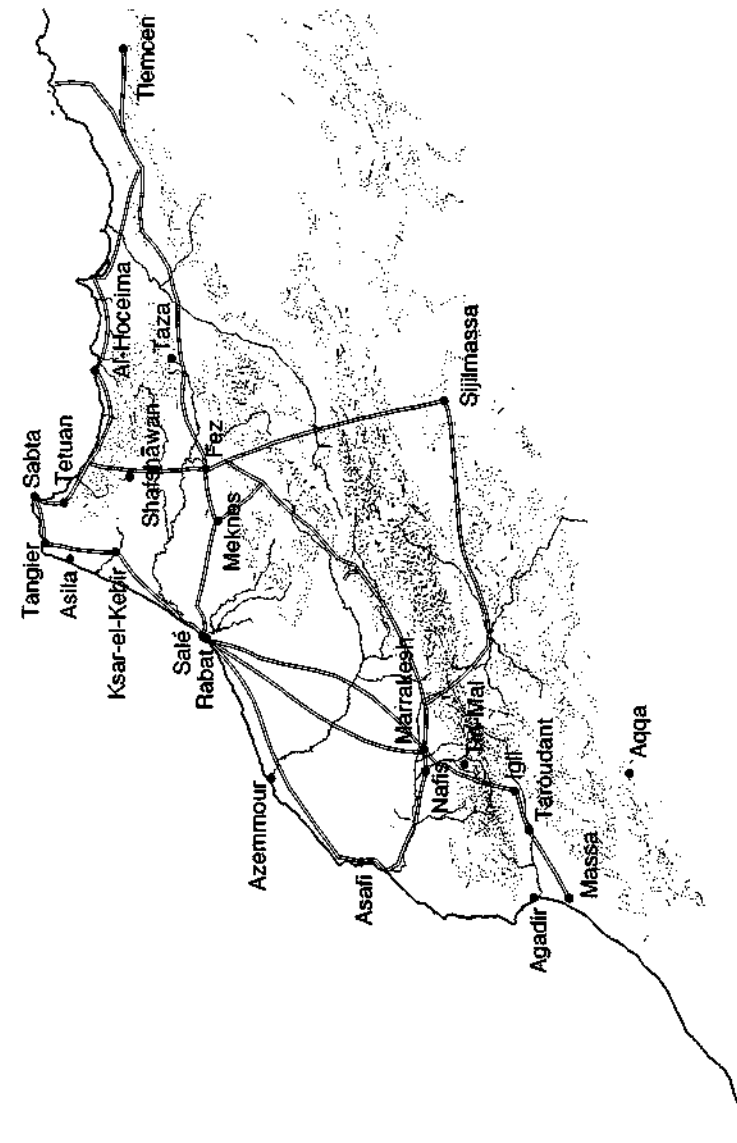 Tlemcen
Al-Hoceima
Taza
Sabta
Tetuan
Shafshāwan
Fez
Sijilmassa
Tangier
Asila
Ksar-el-Kebir
Meknes
Salé
Rabat
Marrakesh
Tin-Mal
Azemmour
Nafis
Igli
Taroudant
Aqqa
Asafi
Agadir
Massa